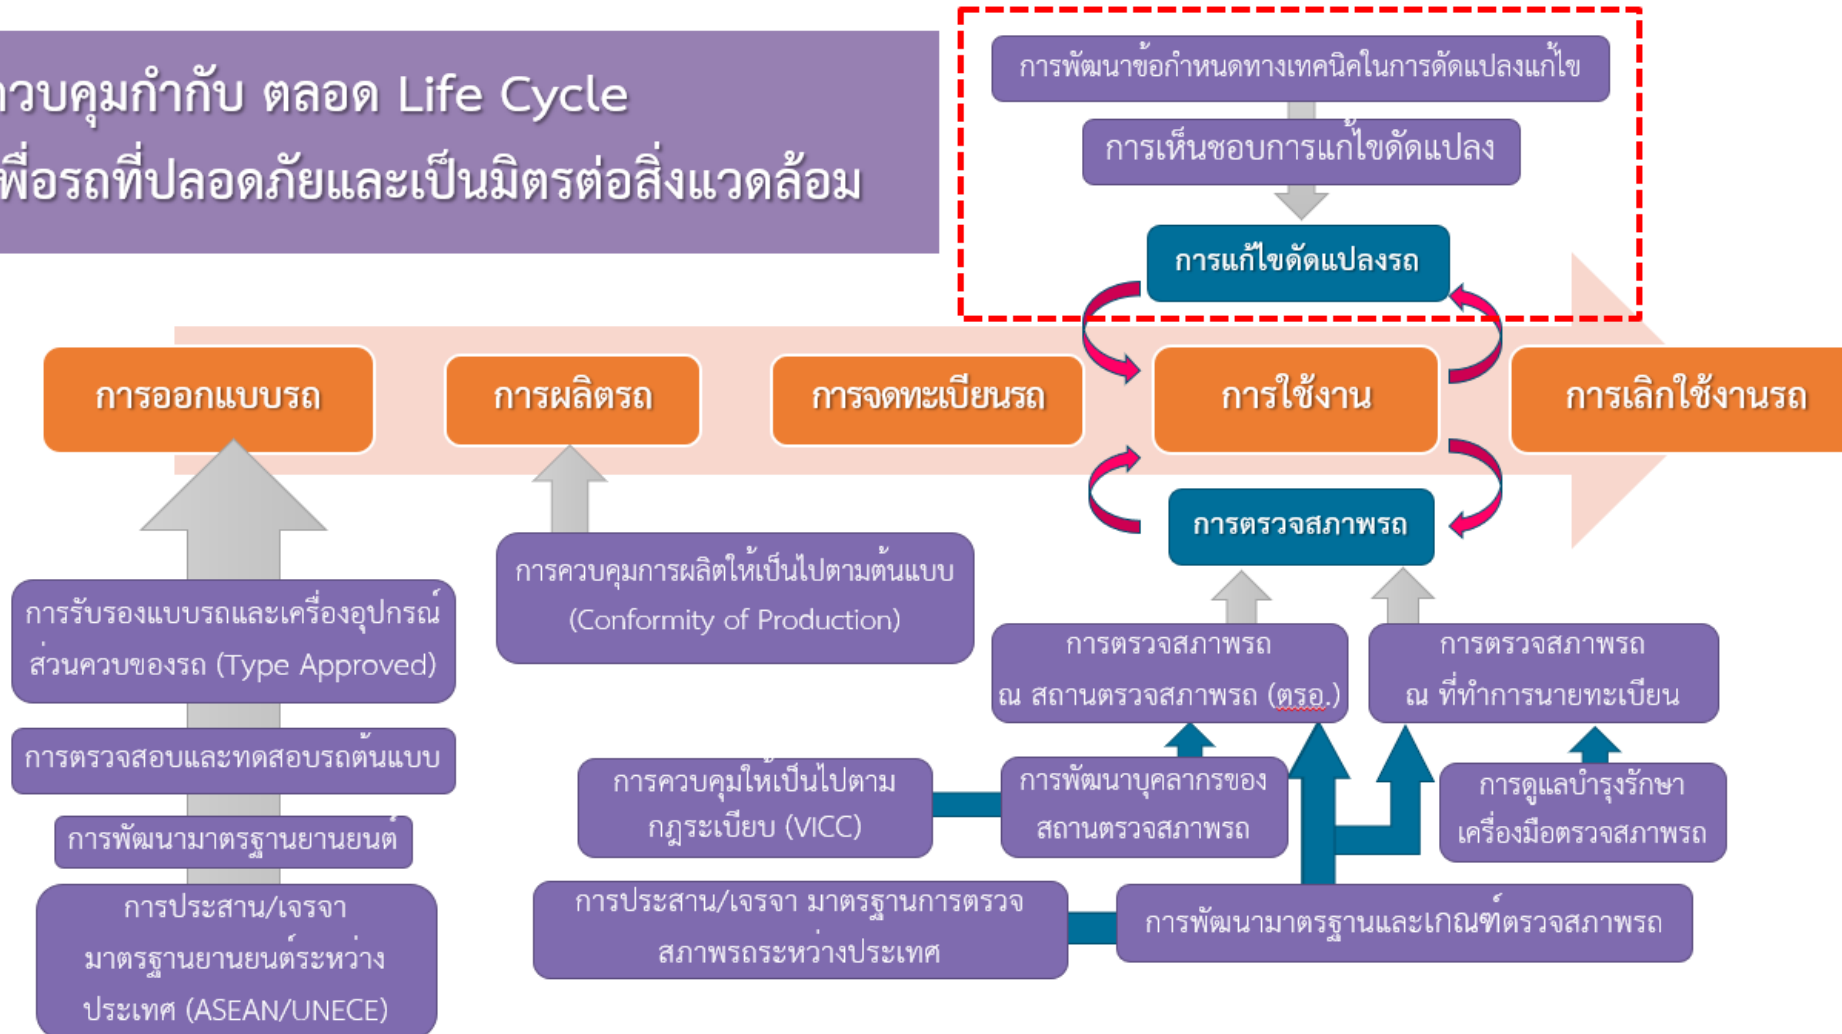 วบคุมกำกับ ตลอด Life Cycle
พื่อรถที่ปลอดภัยและเป็นมิตรต่อสิ่งแวดล้อม
การพัฒนาข้อกำหนดทางเทคนิคในการดัดแปลงแก้ไข
การเห็นชอบการแก้ไขดัดแปลง
การแก้ไขดัดแปลงรถ
การออกแบบรถ
การผลิตรถ
การจดทะเบียนรถ
การใช้งาน
การเลิกใช้งานรถ
การตรวจสภาพรถ
การรับรองแบบรถและเครื่องอุปกรณ์
ส่วนควบของรถ (Type Approved)
การตรวจสอบและทดสอบรถต้นแบบ
การพัฒนามาตรฐานยานยนต์
การประสาน/เจรจา
มาตรฐานยานยนต์ระหว่าง
ประเทศ (ASEAN/UNECE)
การควบคุมการผลิตให้เป็นไปตามต้นแบบ
(Conformity of Production)
การตรวจสภาพรถ
ณ สถานตรวจสภาพรถ (ตรอ.)
การตรวจสภาพรถ
ณ ที่ทำการนายทะเบียน
การควบคุมให้เป็นไปตาม
กฎระเบียบ (VICC)
การพัฒนาบุคลากรของ
สถานตรวจสภาพรถ
การดูแลบำรุงรักษา
เครื่องมือตรวจสภาพรถ
การประสาน/เจรจา มาตรฐานการตรวจ
สภาพรถระหว่างประเทศ
การพัฒนามาตรฐานและเกณฑ์ตรวจสภาพรถ